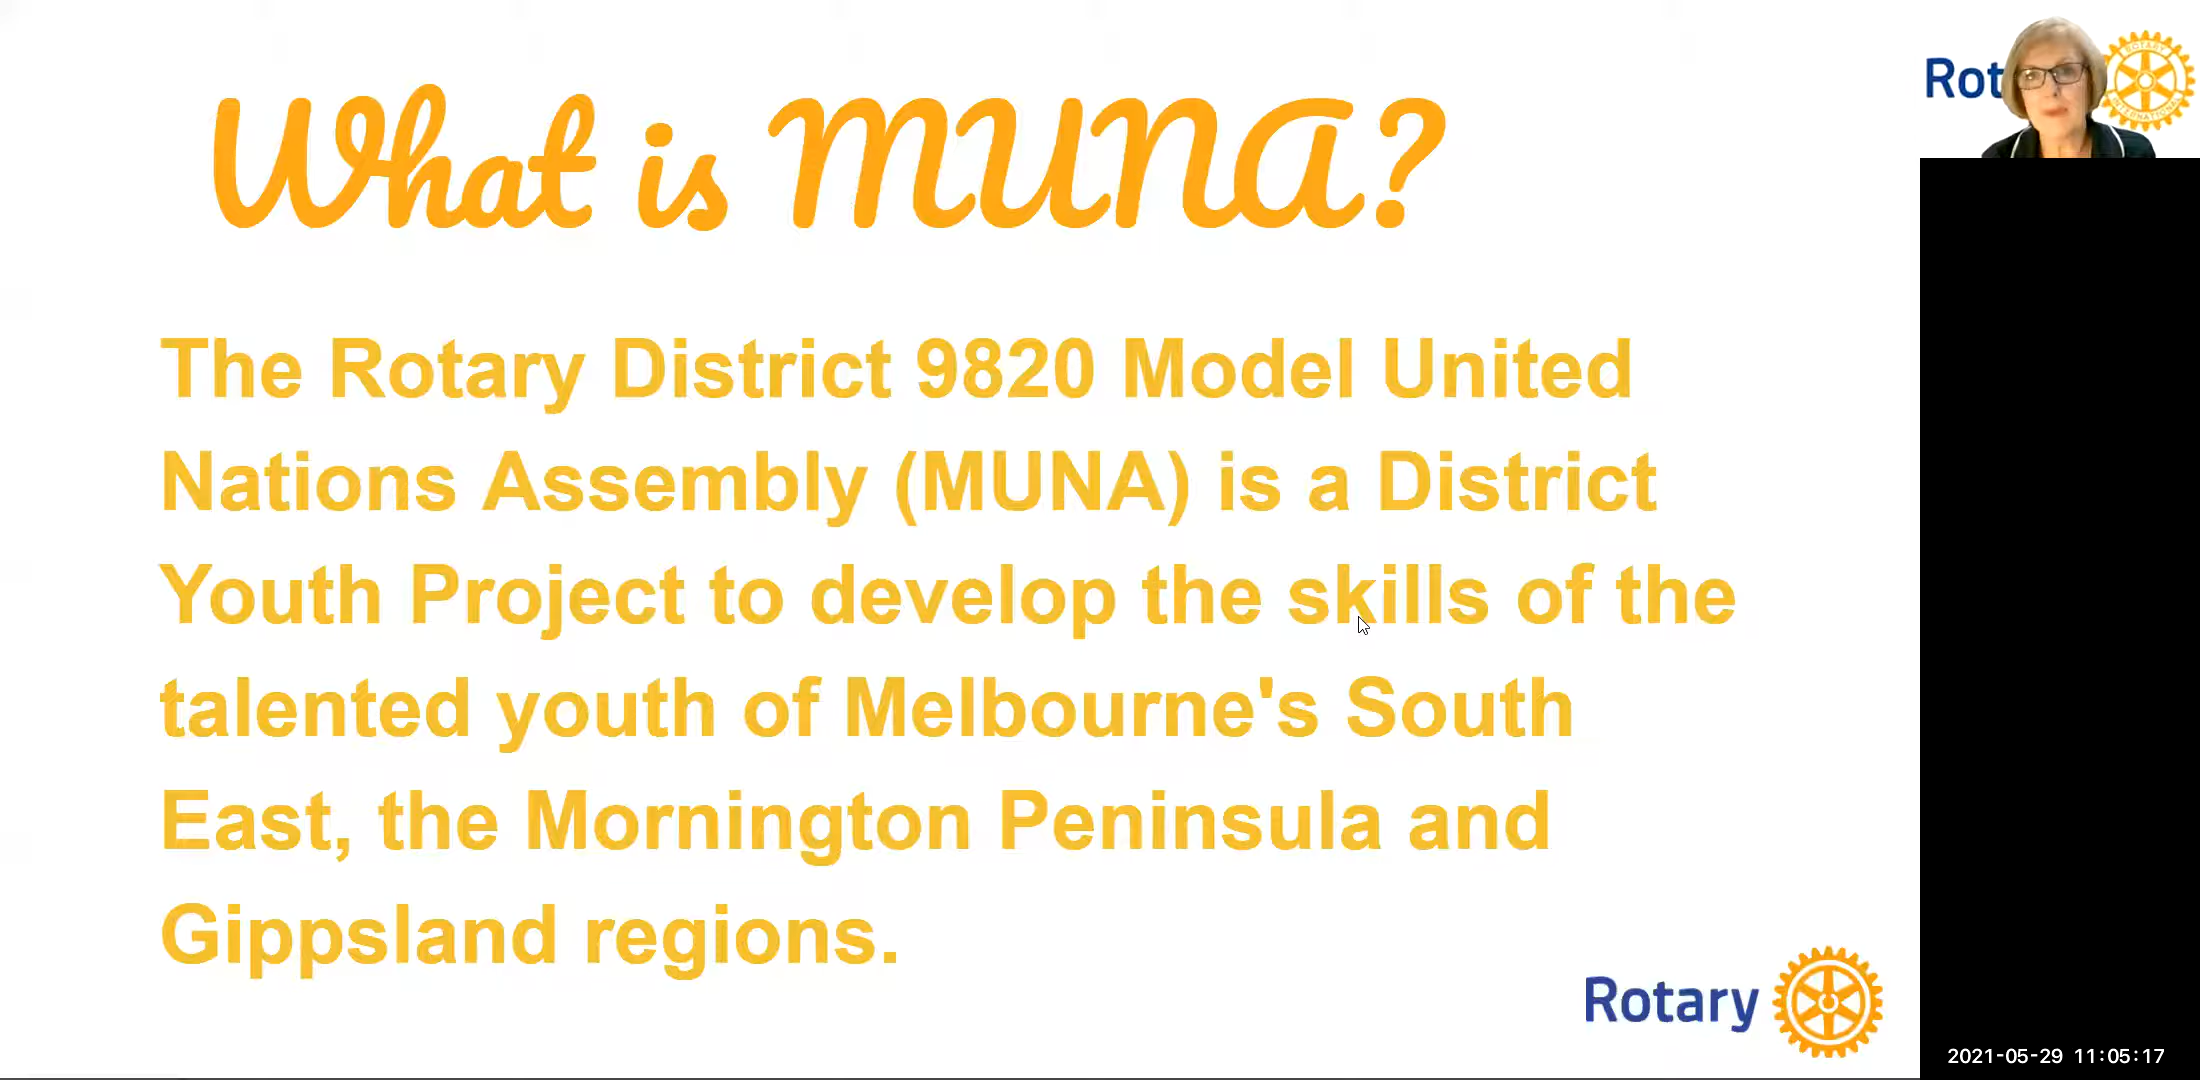 What is MUNA?
The Rotary District 9820 Model United
Nations Assembly (MUNA) is a District
Youth Project to develop the skills of the
talented youth of Melbourne's South
East, the Mornington Peninsula and
Gippsland regions.
Rotary
Rot
ROTARY
INTERNATIONAL
2021-05-29 11:05:17